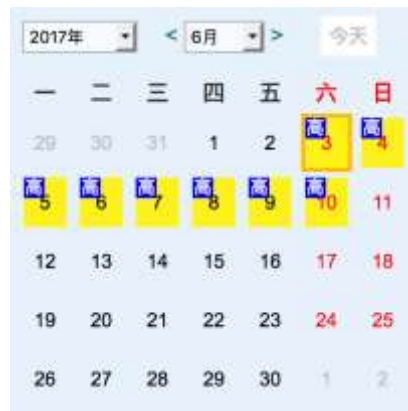 2017年 < 6月 > 今天
一 二 三 四 五 六 日
29 30 31 1 2 高 3 高 4
高 5 高 6 高 7 高 8 高 9 高 10 11
12 13 14 15 16 17 18
19 20 21 22 23 24 25
26 27 28 29 30 1 2